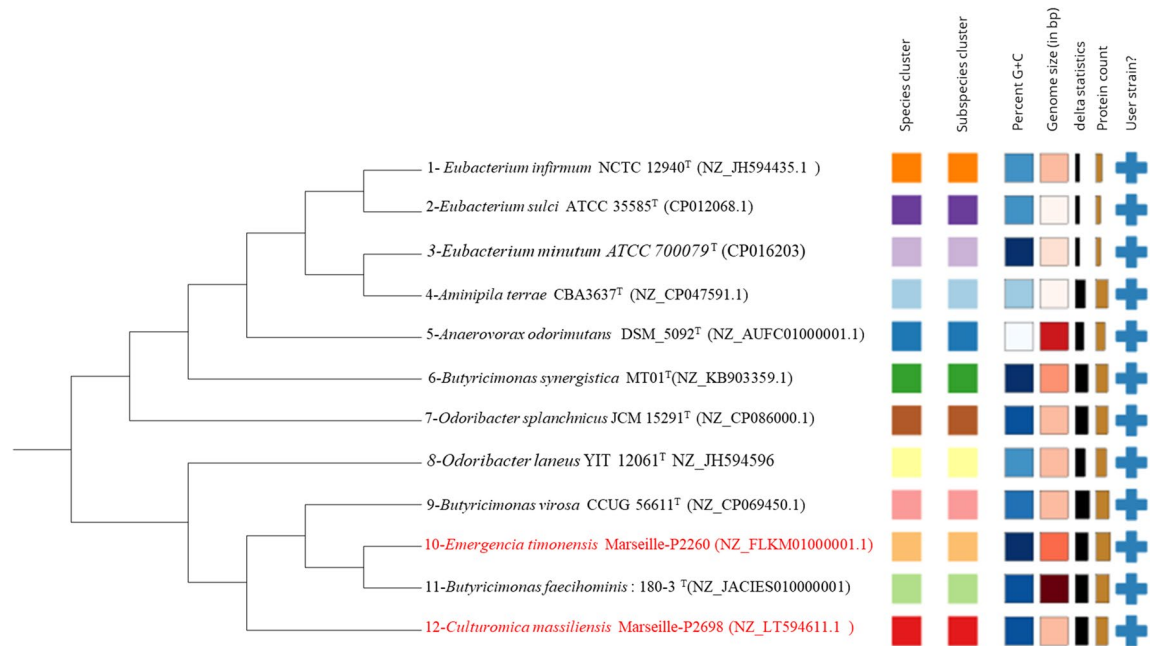 Species cluster
Subspecies cluster
Percent G+C
Genome size (in bp)
delta statistics
Protein count
User strain?
1- Eubacterium infirmum NCTC 12940ᵀ (NZ_JH594435.1 )
2-Eubacterium sulci ATCC 35585ᵀ (CP012068.1)
3-Eubacterium minutum ATCC 700079ᵀ (CP016203)
4-Aminipila terrae CBA3637ᵀ (NZ_CP047591.1)
5-Anaerovorax odorimutans DSM_5092ᵀ (NZ_AUFC01000001.1)
6-Butyricimonas synergistica MT01ᵀ(NZ_KB903359.1)
7-Odoribacter splanchnicus JCM 15291ᵀ (NZ_CP086000.1)
8-Odoribacter laneus YIT 12061ᵀ NZ_JH594596
9-Butyricimonas virosa CCUG 56611ᵀ (NZ_CP069450.1)
10-Emergencia timonensis Marseille-P2260 (NZ_FLKM01000001.1)
11-Butyricimonas faecihominis : 180-3 ᵀ(NZ_JACIES010000001)
12-Culturomica massiliensis Marseille-P2698 (NZ_LT594611.1 )